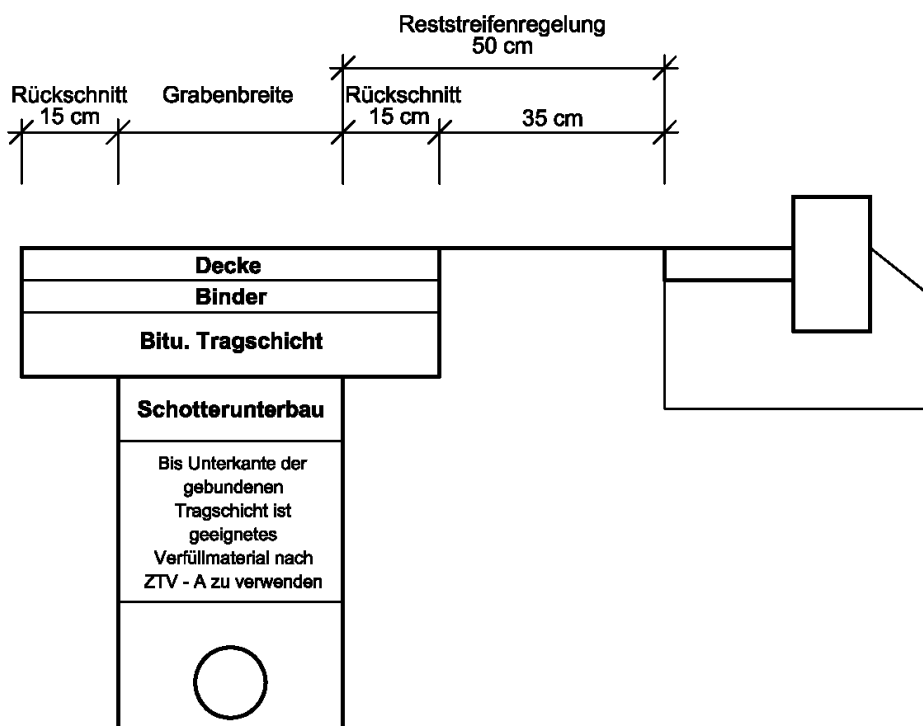 Reststreifenregelung
50 cm
Rückschnitt
15 cm
Grabenbreite
Rückschnitt
15 cm
35 cm
Decke
Binder
Bitu. Tragschicht
Schotterunterbau
Bis Unterkante der
gebundenen
Tragschicht ist
geeignetes
Verfüllmaterial nach
ZTV - A zu verwenden